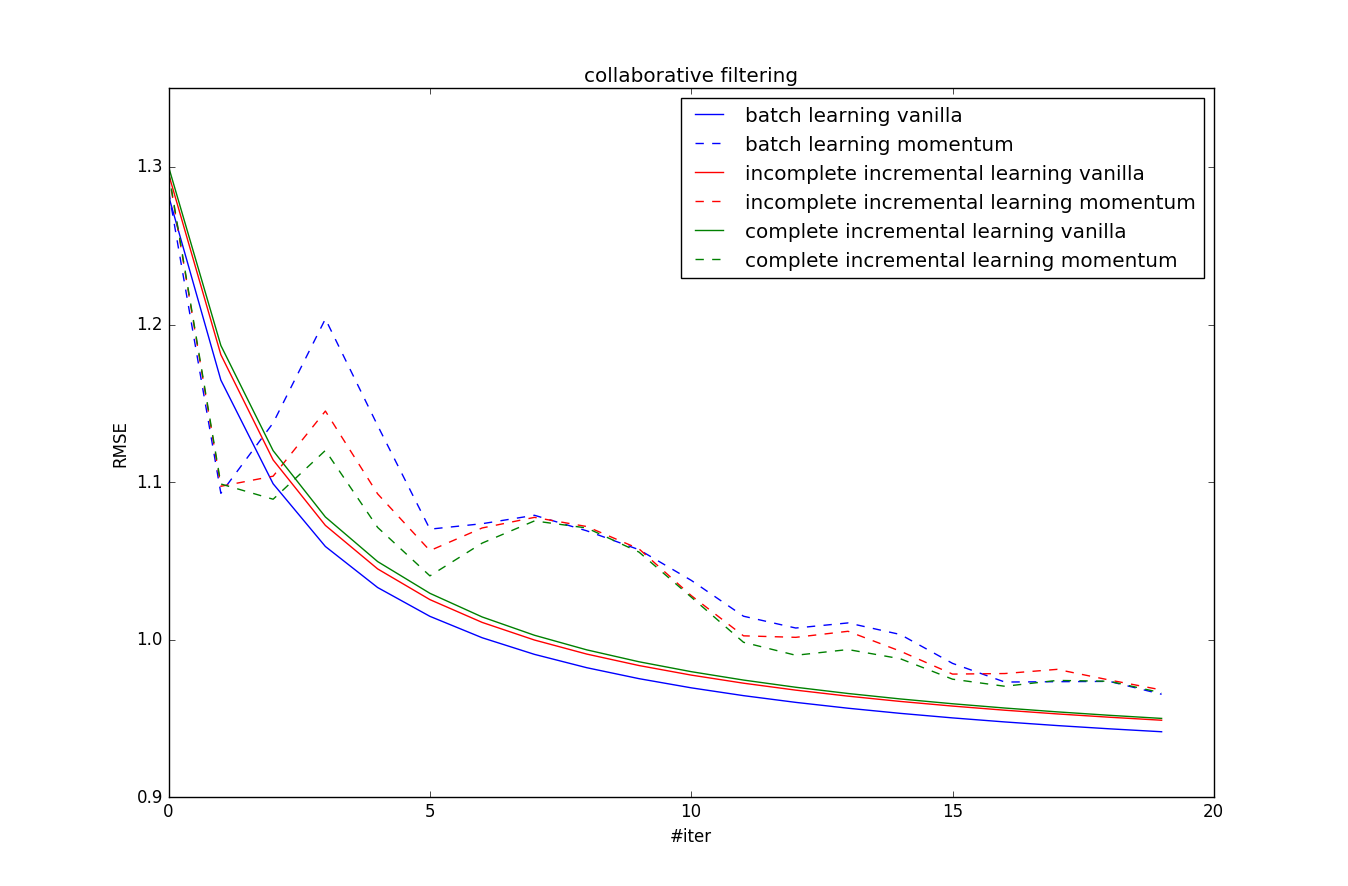 collaborative filtering
batch learning vanilla
batch learning momentum
incomplete incremental learning vanilla
incomplete incremental learning momentum
complete incremental learning vanilla
complete incremental learning momentum
1.3
1.2
1.1
1.0
0.9
RMSE
0 5 10 15 20
#iter